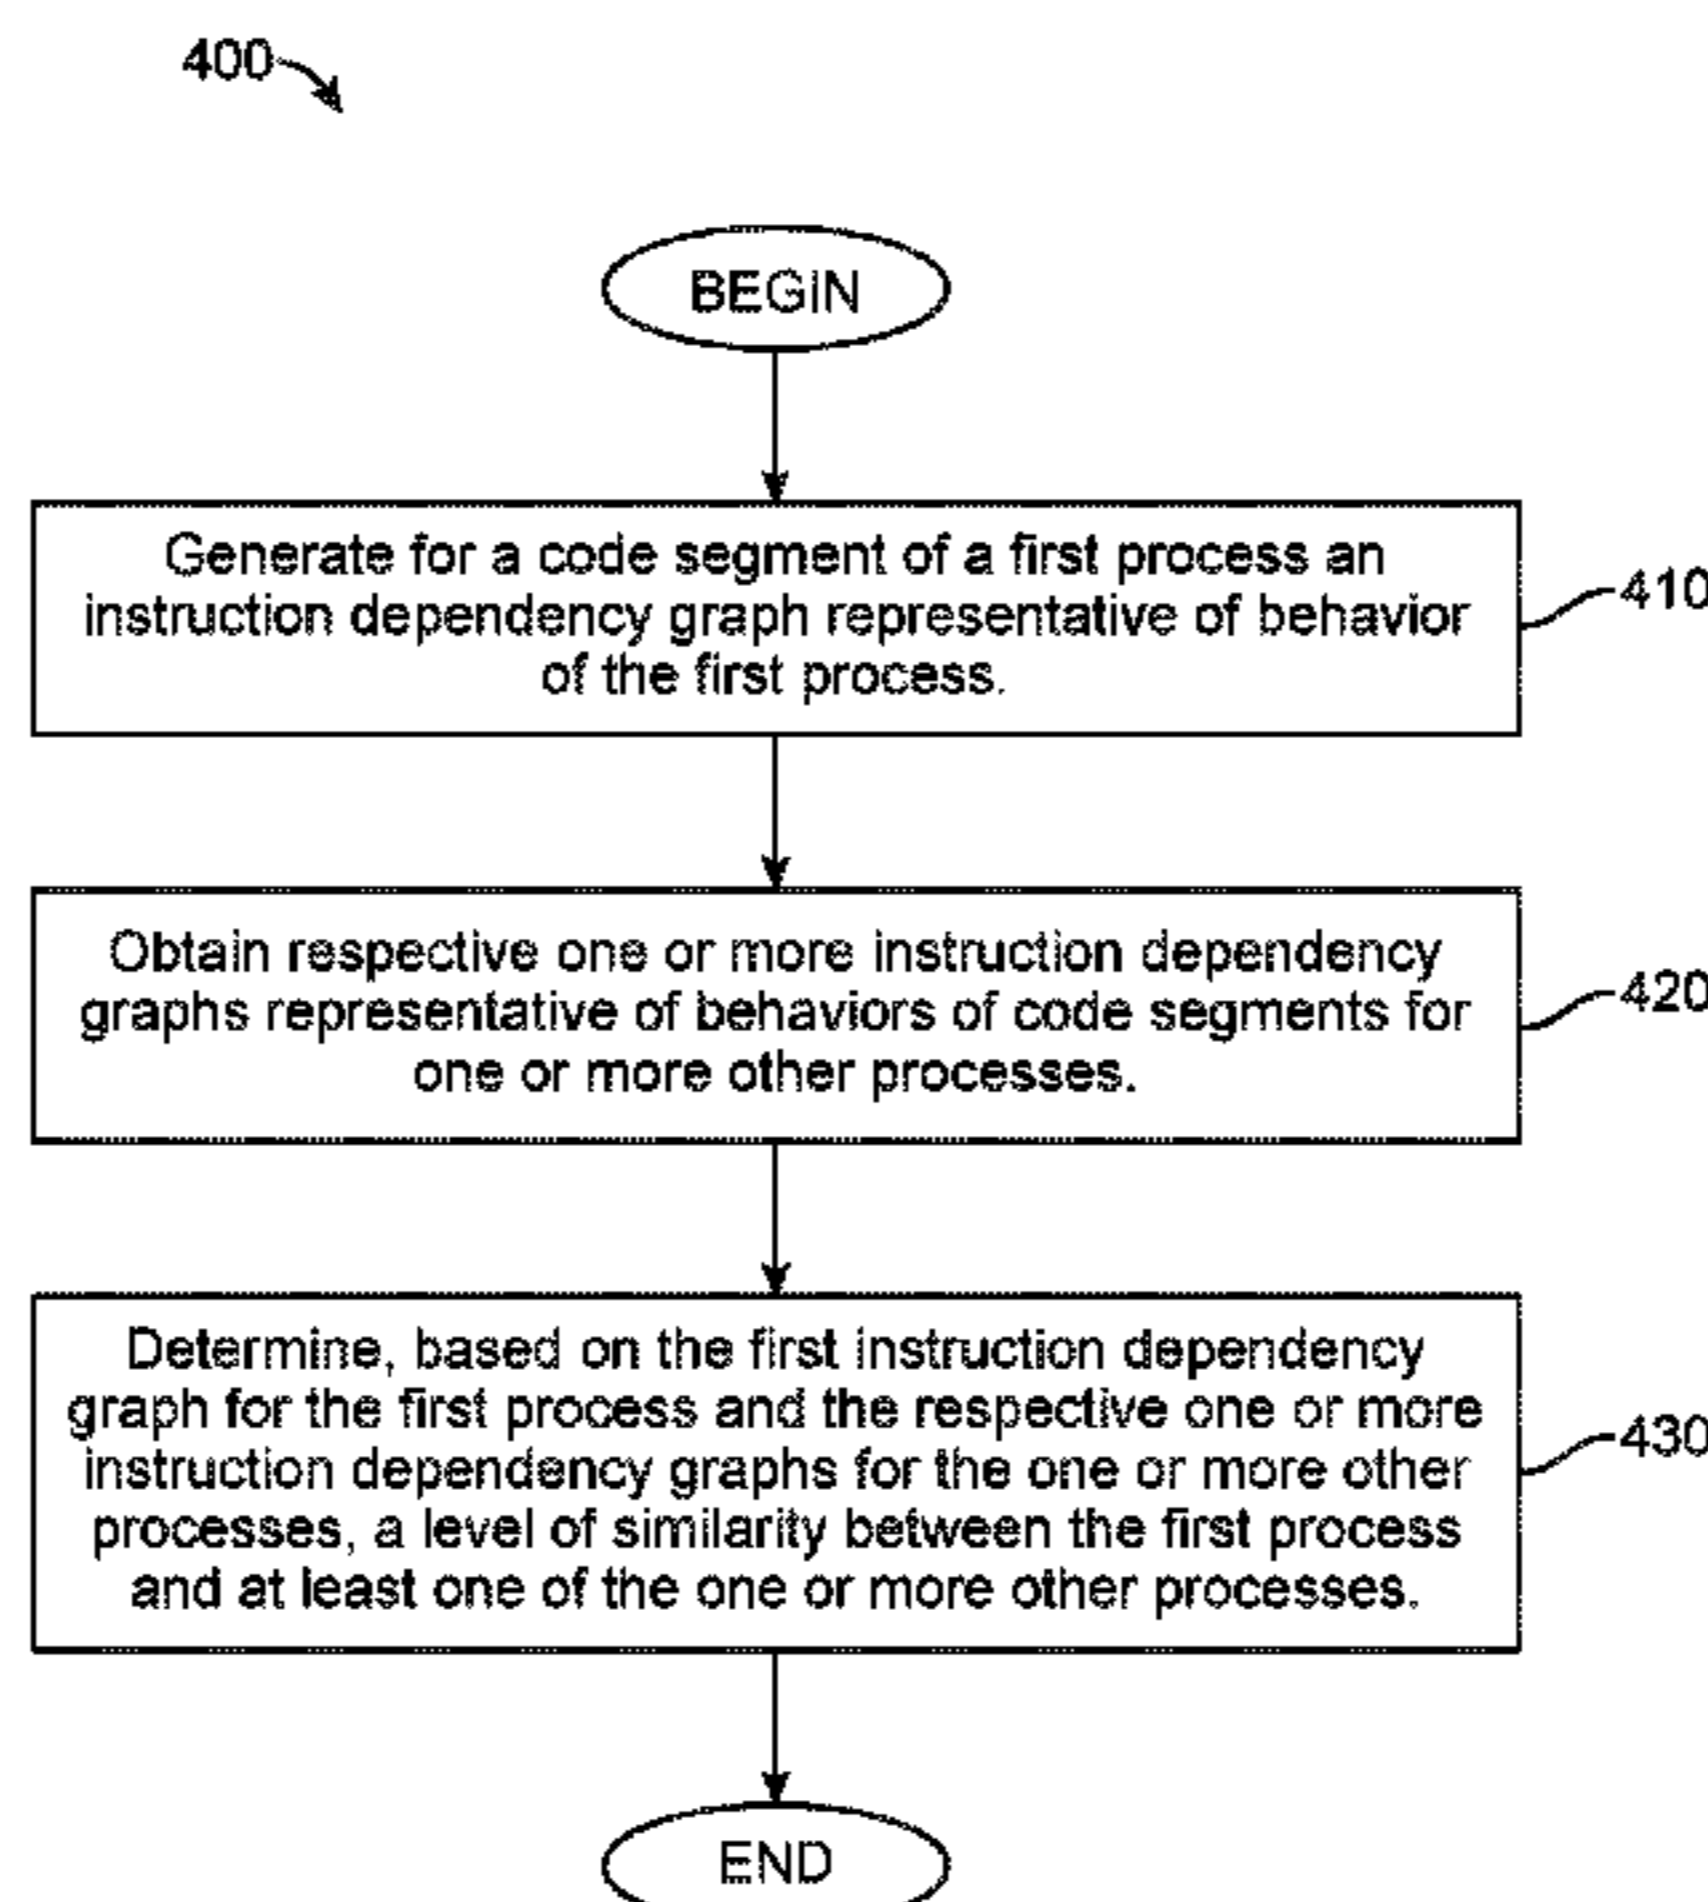 400
BEGIN
Generate for a code segment of a first process an
instruction dependency graph representative of behavior
of the first process.
410
Obtain respective one or more instruction dependency
graphs representative of behaviors of code segments for
one or more other processes.
420
Determine, based on the first instruction dependency
graph for the first process and the respective one or more
instruction dependency graphs for the one or more other
processes, a level of similarity between the first process
and at least one of the one or more other processes.
430
END